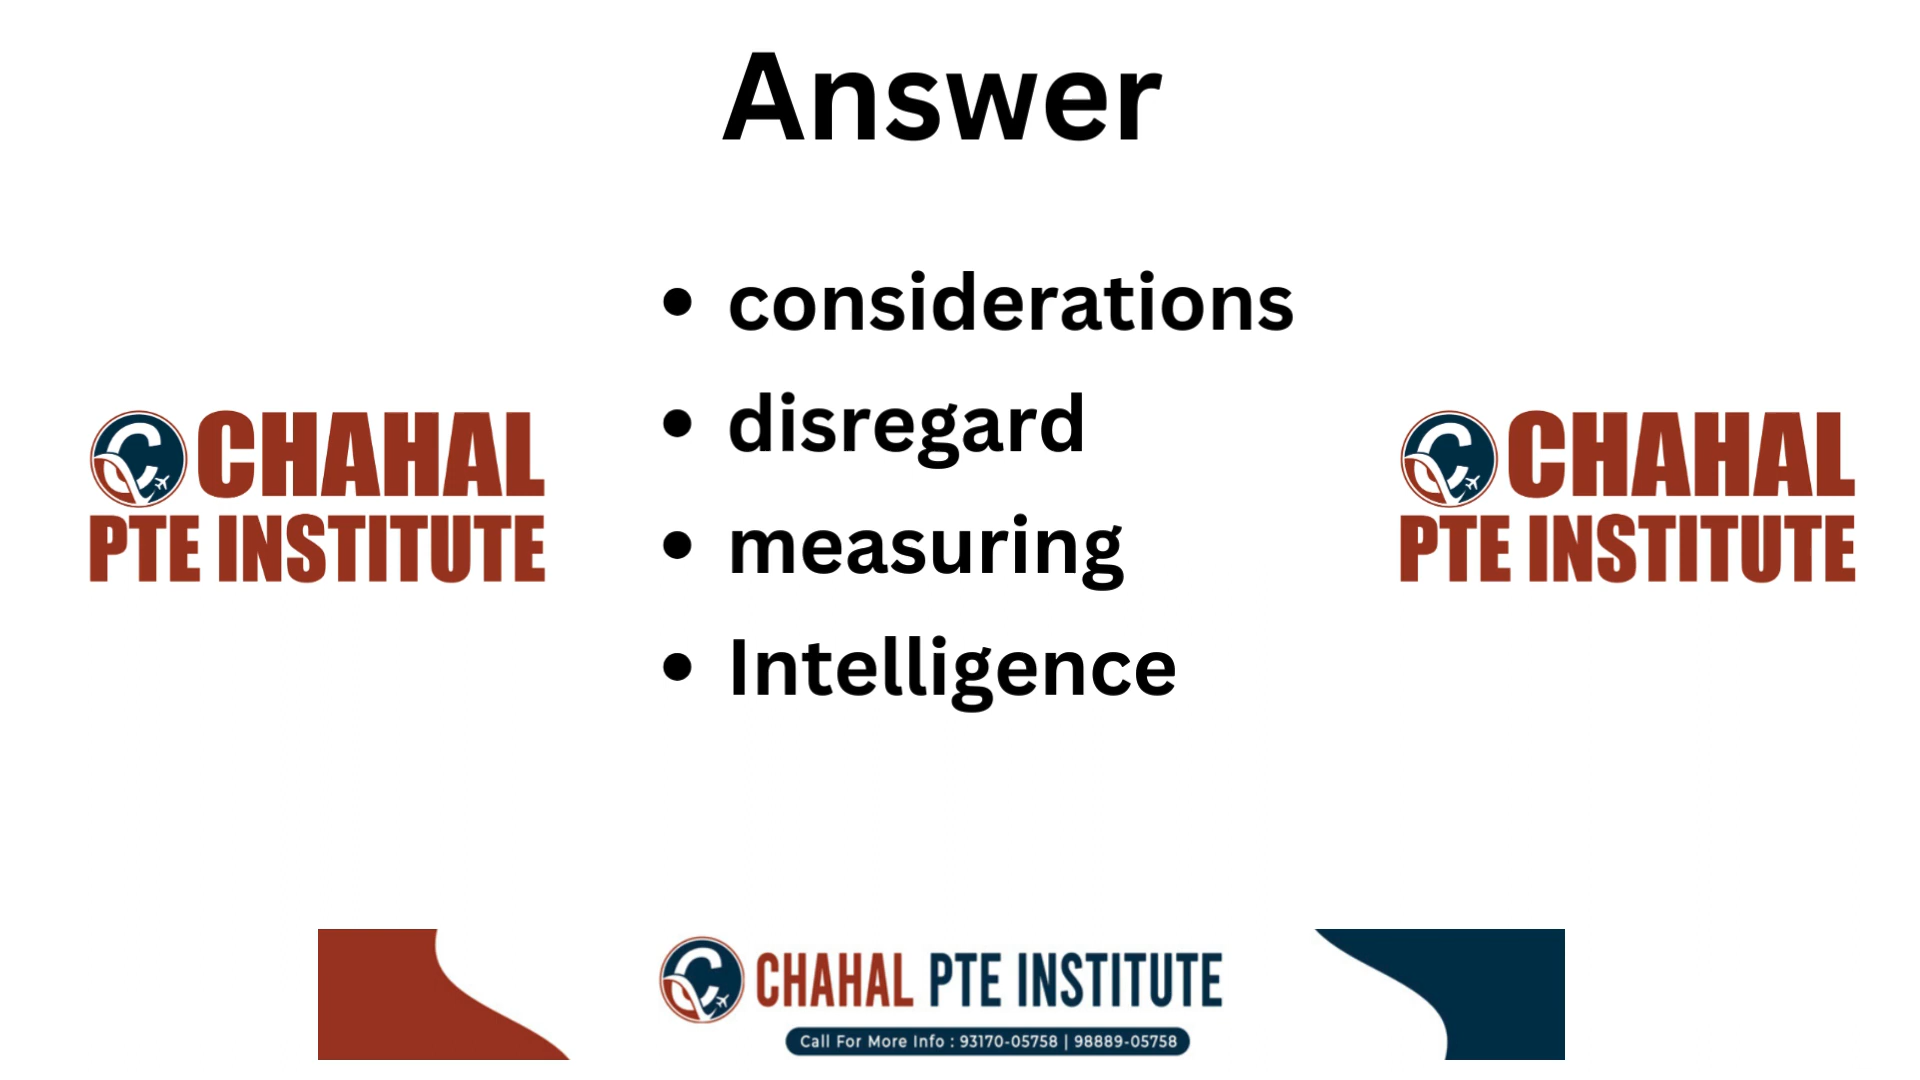 Answer
• considerations
• disregard
• measuring
• Intelligence
CHAHAL
PTE INSTITUTE
CHAHAL
PTE INSTITUTE
CHAHAL PTE INSTITUTE
Call For More Info : 93170-05758 | 98889-05758